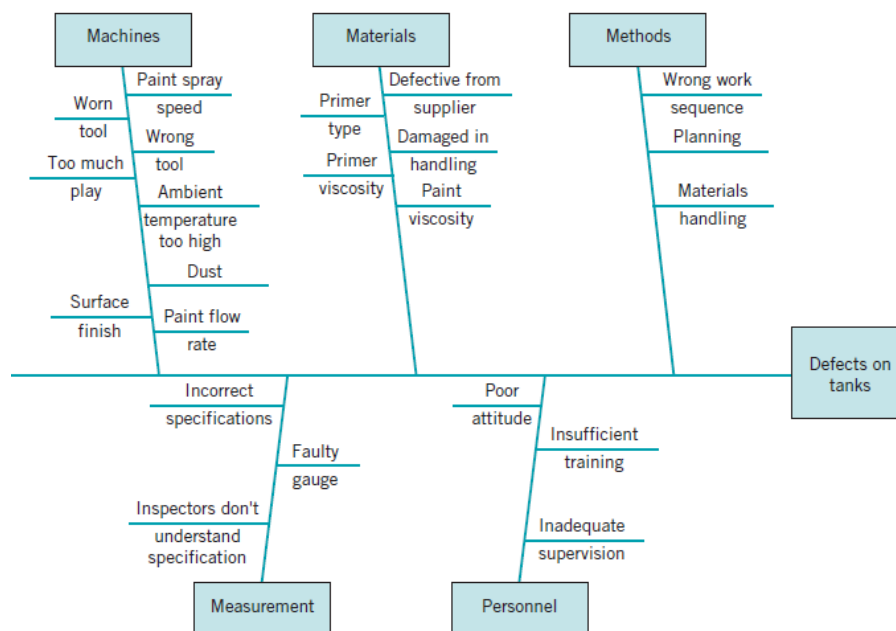 Machines
Materials
Methods
Paint spray
speed
Worn
tool
Wrong
tool
Too much
play
Ambient
temperature
too high
Dust
Surface
finish
Paint flow
rate
Defective from
supplier
Primer
type
Damaged in
handling
Primer
viscosity
Paint
viscosity
Wrong work
sequence
Planning
Materials
handling
Defects on
tanks
Incorrect
specifications
Faulty
gauge
Inspectors don't
understand
specification
Poor
attitude
Insufficient
training
Inadequate
supervision
Measurement
Personnel